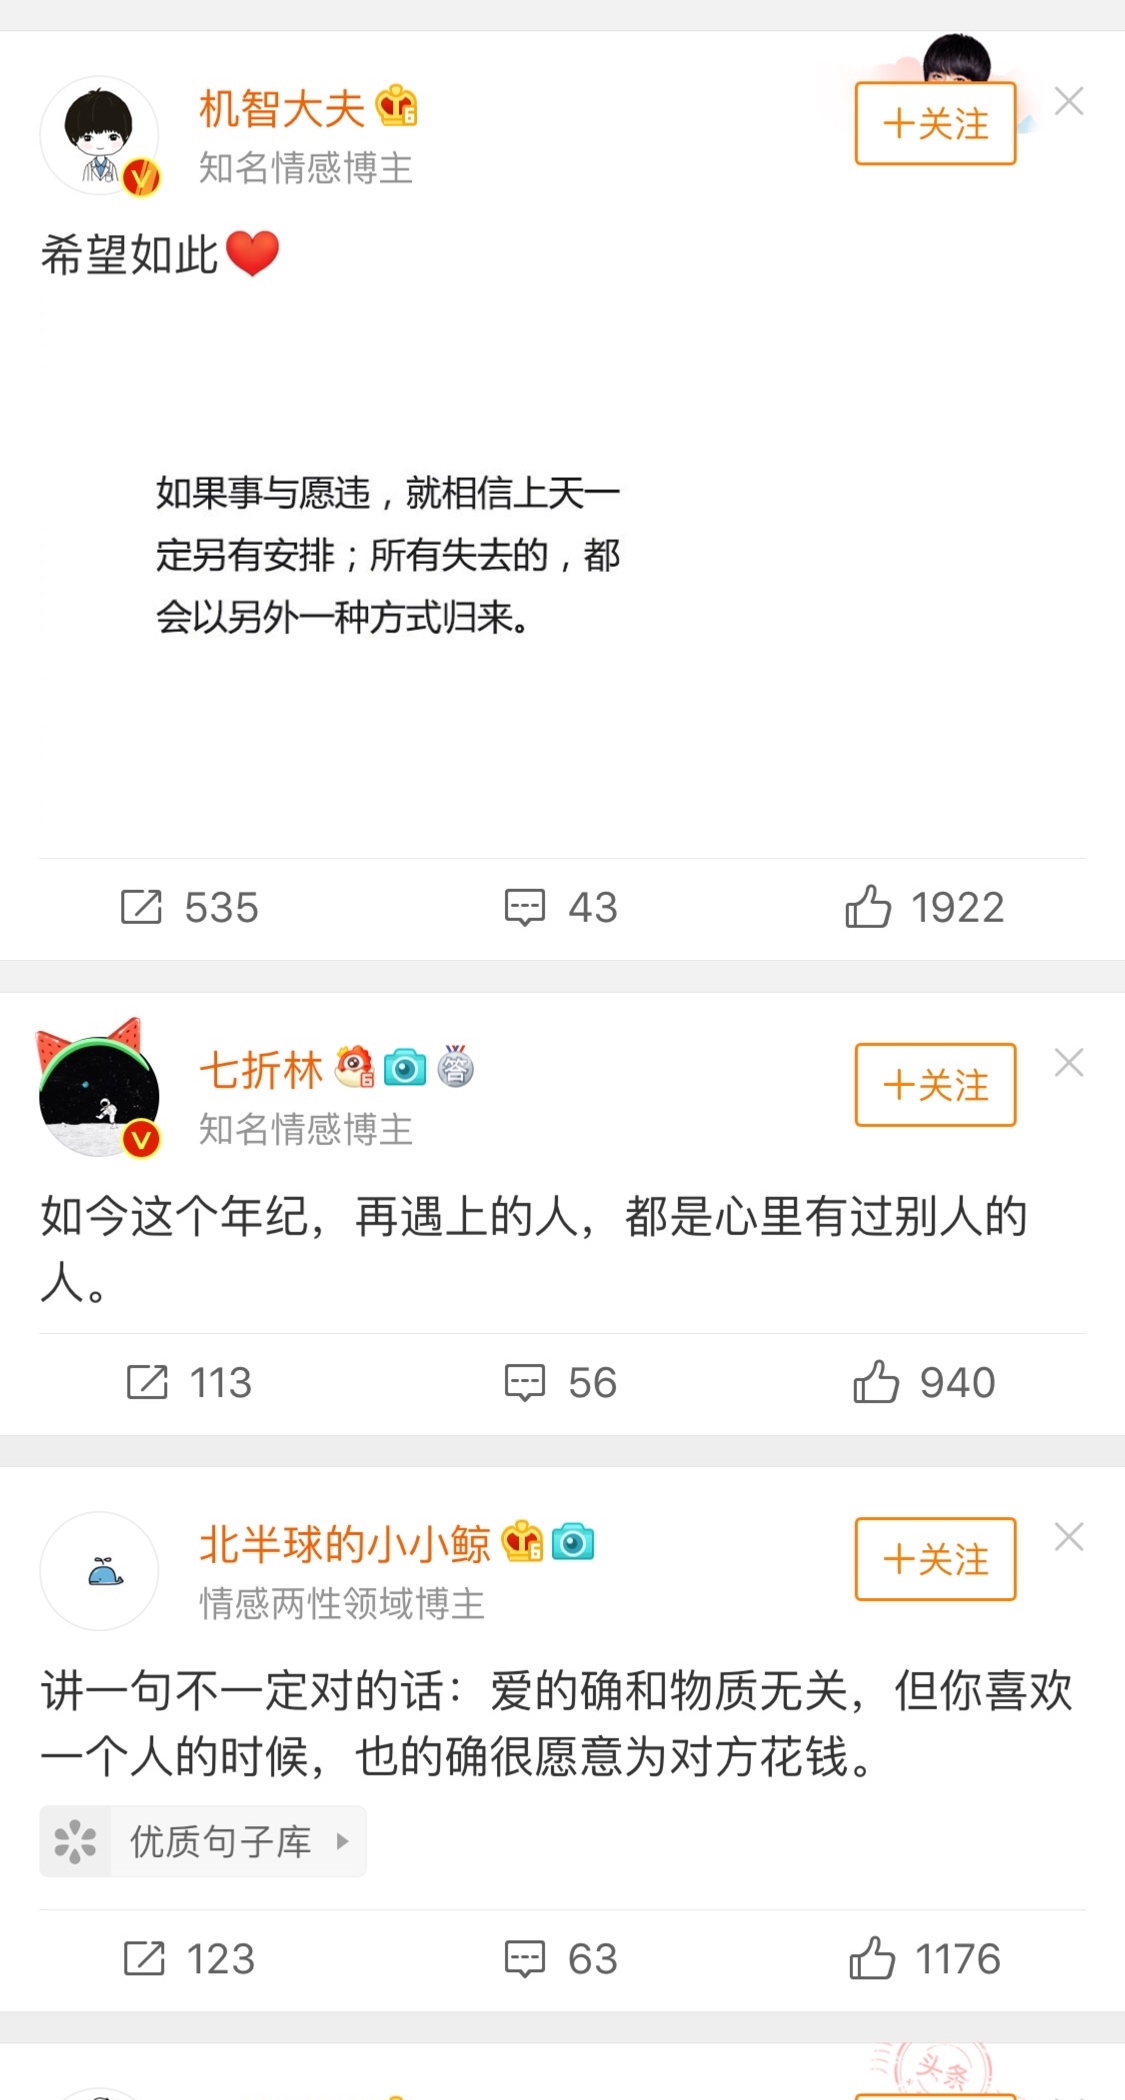 机智大夫
知名情感博主
+关注
希望如此❤️
如果事与愿违，就相信上天一
定另有安排；所有失去的，都
会以另外一种方式归来。
535
43
1922
七折林
答
知名情感博主
+关注
如今这个年纪，再遇上的人，都是心里有过别人的
人。
113
56
940
北半球的小小鲸
情感两性领域博主
+关注
讲一句不一定对的话：爱的确和物质无关，但你喜欢
一个人的时候，也的确很愿意为对方花钱。
优质句子库
123
63
1176
头条